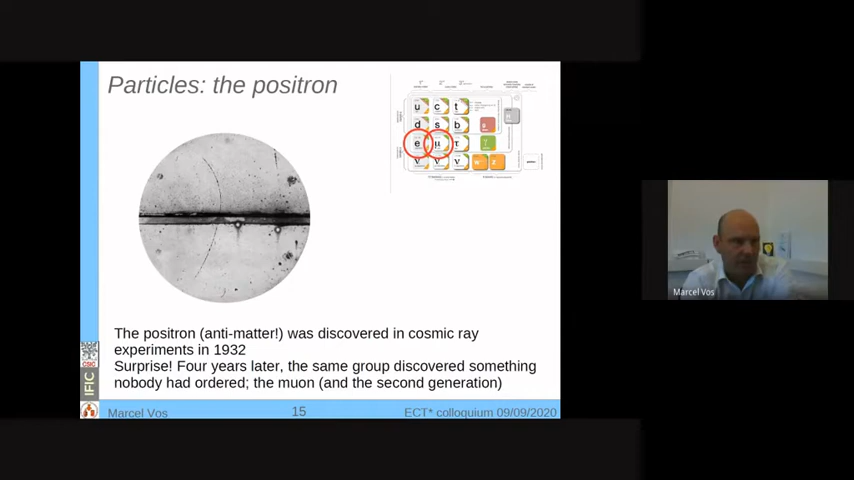 Particles: the positron
u c t
d s b g H
e μ τ γ
ν ν ν W Z
The positron (anti-matter!) was discovered in cosmic ray
experiments in 1932
Surprise! Four years later, the same group discovered something
nobody had ordered; the muon (and the second generation)
CSIC
IFIC
Marcel Vos
15
ECT* colloquium 09/09/2020
Marcel Vos